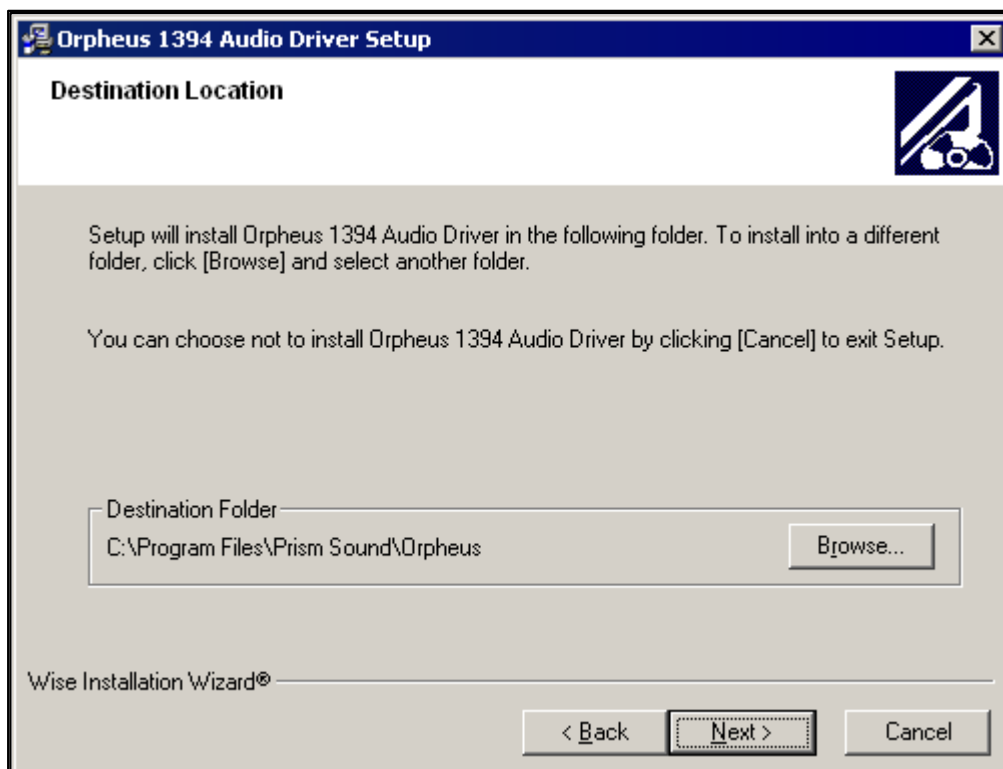 Orpheus 1394 Audio Driver Setup
Destination Location
Setup will install Orpheus 1394 Audio Driver in the following folder. To install into a different
folder, click [Browse] and select another folder.
You can choose not to install Orpheus 1394 Audio Driver by clicking [Cancel] to exit Setup.
Destination Folder
C:\Program Files\Prism Sound\Orpheus
Browse...
Wise Installation Wizard®
< Back
Next >
Cancel